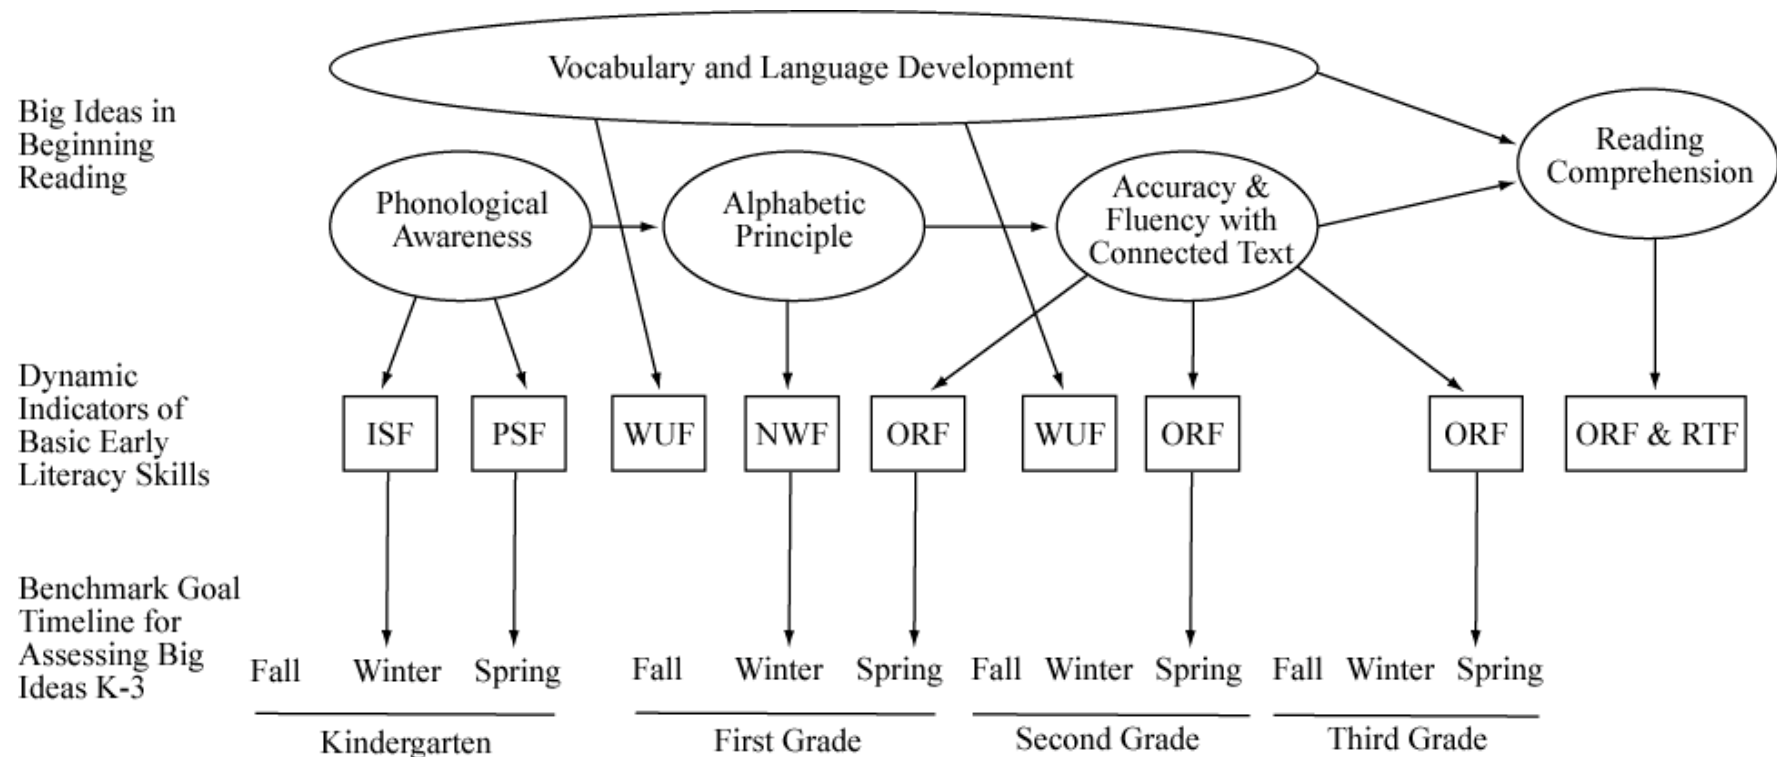 Vocabulary and Language Development
Big Ideas in
Beginning
Reading
Reading
Comprehension
Phonological
Awareness
Alphabetic
Principle
Accuracy &
Fluency with
Connected Text
Dynamic
Indicators of
Basic Early
Literacy Skills
ISF
PSF
WUF
NWF
ORF
WUF
ORF
ORF
ORF & RTF
Benchmark Goal
Timeline for
Assessing Big
Ideas K-3
Fall Winter Spring
Fall Winter Spring
Fall Winter Spring
Fall Winter Spring
Kindergarten
First Grade
Second Grade
Third Grade